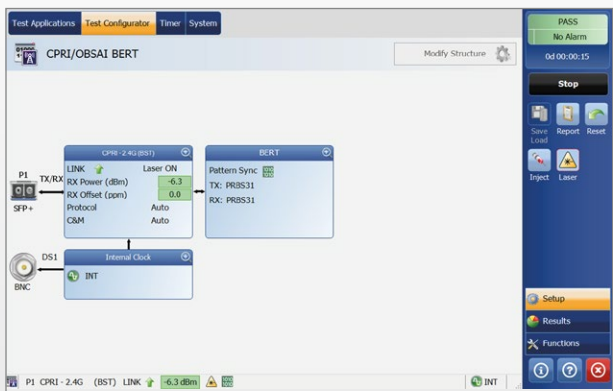 Test Applications Test Configurator Timer System
CPRI/OBSAI BERT
Modify Structure
PASS
No Alarm
0d 00:00:15
Stop
Save Load Report Reset
Inject Laser
CPRI - 2.4G (BST)
BERT
P1 TX/RX
SFP+
LINK Laser ON
RX Power (dBm) -6.3
RX Offset (ppm) 0.0
Protocol Auto
C&M Auto
Pattern Sync
TX: PRBS31
RX: PRBS31
DS1
BNC
Internal Clock
INT
Setup
Results
Functions
P1 CPRI - 2.4G (BST) LINK -6.3 dBm INT